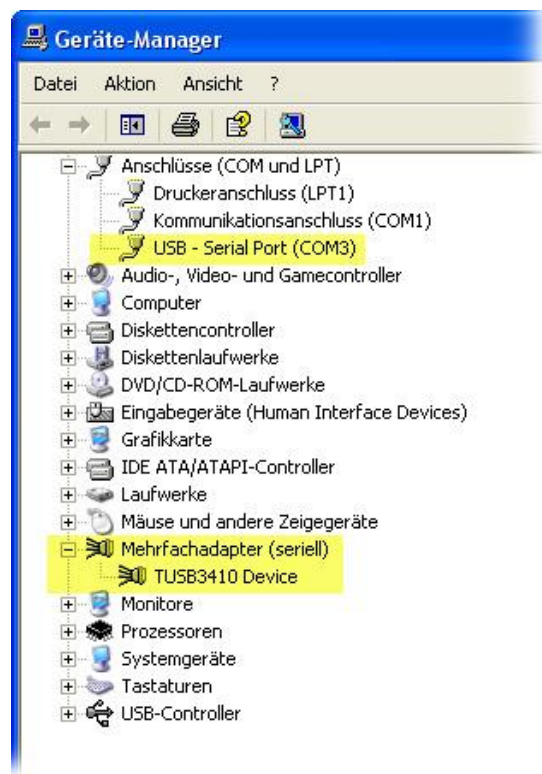 Geräte-Manager
Datei Aktion Ansicht ?
Anschlüsse (COM und LPT)
Druckeranschluss (LPT1)
Kommunikationsanschluss (COM1)
USB - Serial Port (COM3)
Audio-, Video- und Gamecontroller
Computer
Diskettencontroller
Diskettenlaufwerke
DVD/CD-ROM-Laufwerke
Eingabegeräte (Human Interface Devices)
Grafikkarte
IDE ATA/ATAPI-Controller
Laufwerke
Mäuse und andere Zeigegeräte
Mehrfachadapter (seriell)
TUSB3410 Device
Monitore
Prozessoren
Systemgeräte
Tastaturen
USB-Controller